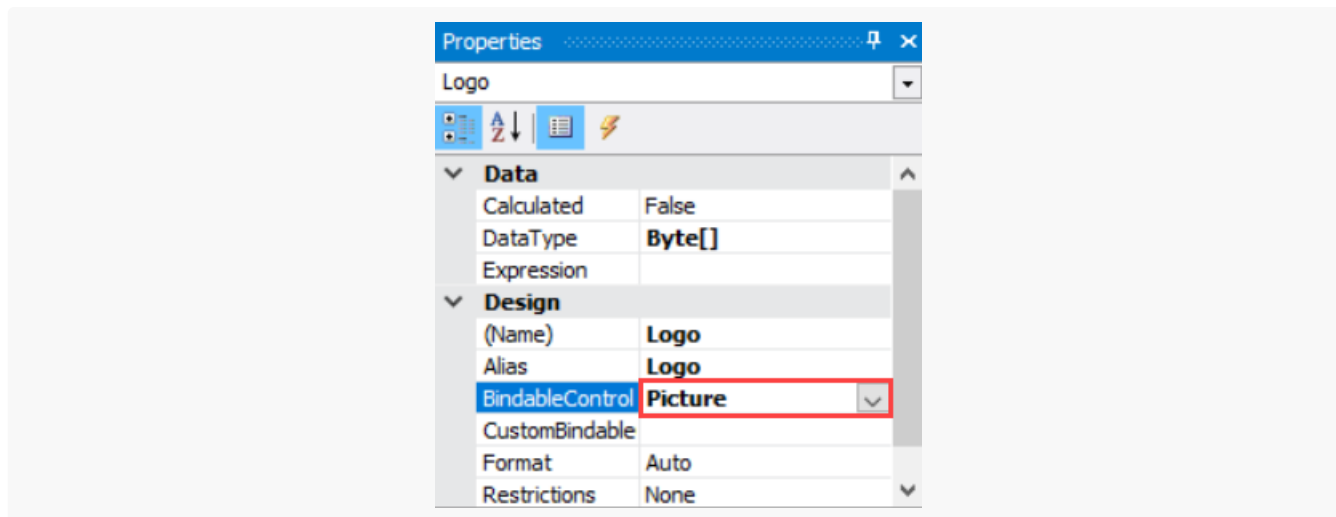 Properties
Logo
Data
Calculated False
DataType Byte[]
Expression
Design
(Name) Logo
Alias Logo
BindableControl Picture
CustomBindable
Format Auto
Restrictions None